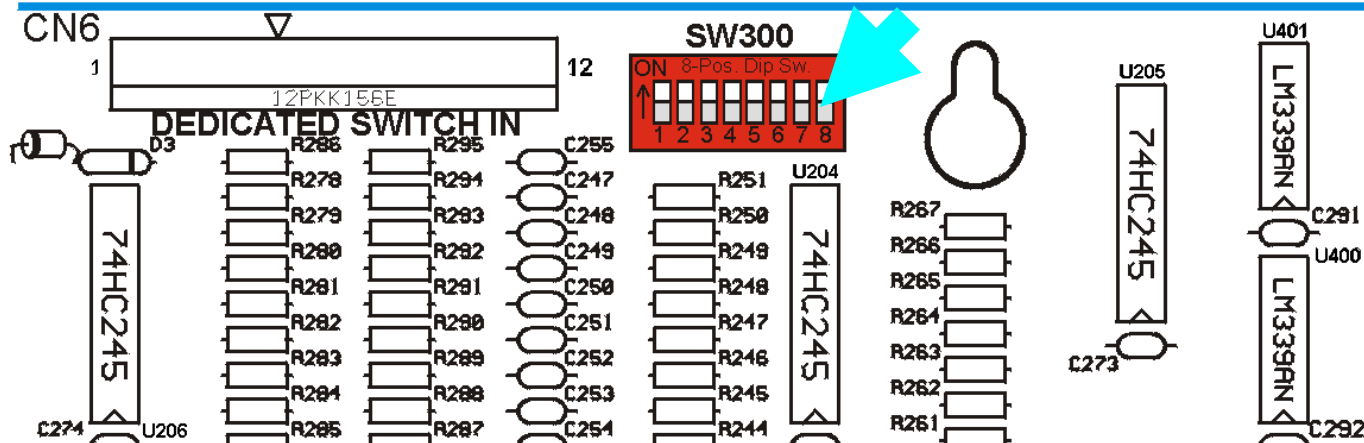 CN6
SW300
U401
1
12
ON 8-Pos. Dip Sw.
U205
12PKK156E
1 2 3 4 5 6 7 8
DEDICATED SWITCH IN
LM339AN
74HC245
D3
R286
R295
C255
U204
R278
R294
C247
R251
R279
R293
C248
R250
R267
C291
R280
R292
C249
R249
R266
U400
R281
R291
C250
R248
R265
R282
R290
C251
R247
R264
74HC245
74HC245
LM339AN
R283
R289
C252
R246
R263
C273
R284
R288
C253
R245
R262
C274
U206
R285
R287
C254
R244
R261
C292